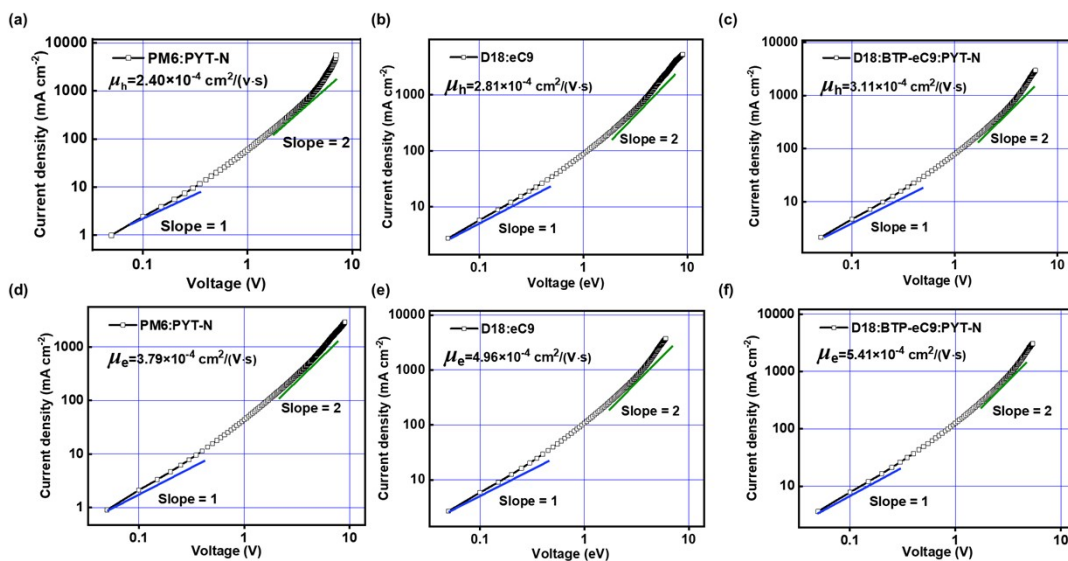 (a)
10000
1000
100
10
1
Current density (mA cm⁻²)
PM6:PYT-N
μh=2.40×10⁻⁴ cm²/(v·s)
Slope = 2
Slope = 1
0.1
1
10
Voltage (V)
(b)
1000
100
10
Current density (mA cm⁻²)
D18:eC9
μh=2.81×10⁻⁴ cm²/(v·s)
Slope = 2
Slope = 1
0.1
1
10
Voltage (eV)
(c)
10000
1000
100
10
Current density (mA cm⁻²)
D18:BTP-eC9:PYT-N
μh=3.11×10⁻⁴ cm²/(v·s)
Slope = 2
Slope = 1
0.1
1
10
Voltage (V)
(d)
1000
100
10
1
Current density (mA cm⁻²)
PM6:PYT-N
μe=3.79×10⁻⁴ cm²/(V·s)
Slope = 2
Slope = 1
0.1
1
10
Voltage (V)
(e)
10000
1000
100
10
Current density (mA cm⁻²)
D18:eC9
μe=4.96×10⁻⁴ cm²/(V·s)
Slope = 2
Slope = 1
0.1
1
10
Voltage (eV)
(f)
10000
1000
100
10
Current density (mA cm⁻²)
D18:BTP-eC9:PYT-N
μe=5.41×10⁻⁴ cm²/(V·s)
Slope = 2
Slope = 1
0.1
1
10
Voltage (V)